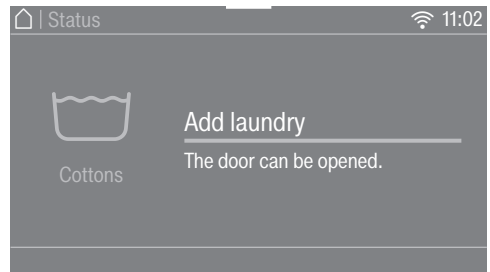 | Status
11:02
Add laundry
The door can be opened.
Cottons